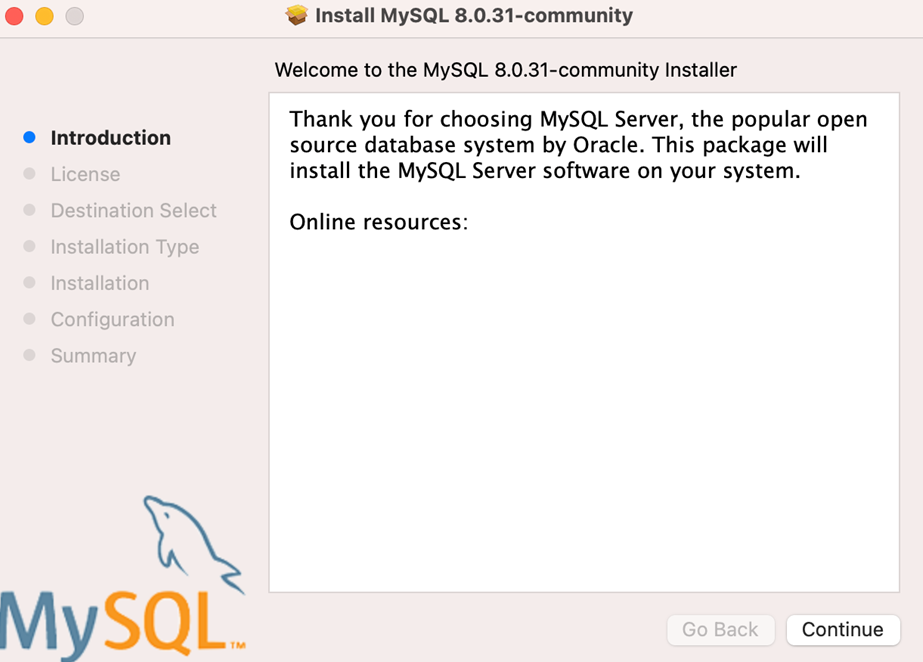 Install MySQL 8.0.31-community
Welcome to the MySQL 8.0.31-community Installer
Introduction
License
Destination Select
Installation Type
Installation
Configuration
Summary
Thank you for choosing MySQL Server, the popular open
source database system by Oracle. This package will
install the MySQL Server software on your system.
Online resources:
MySQL™
Go Back
Continue